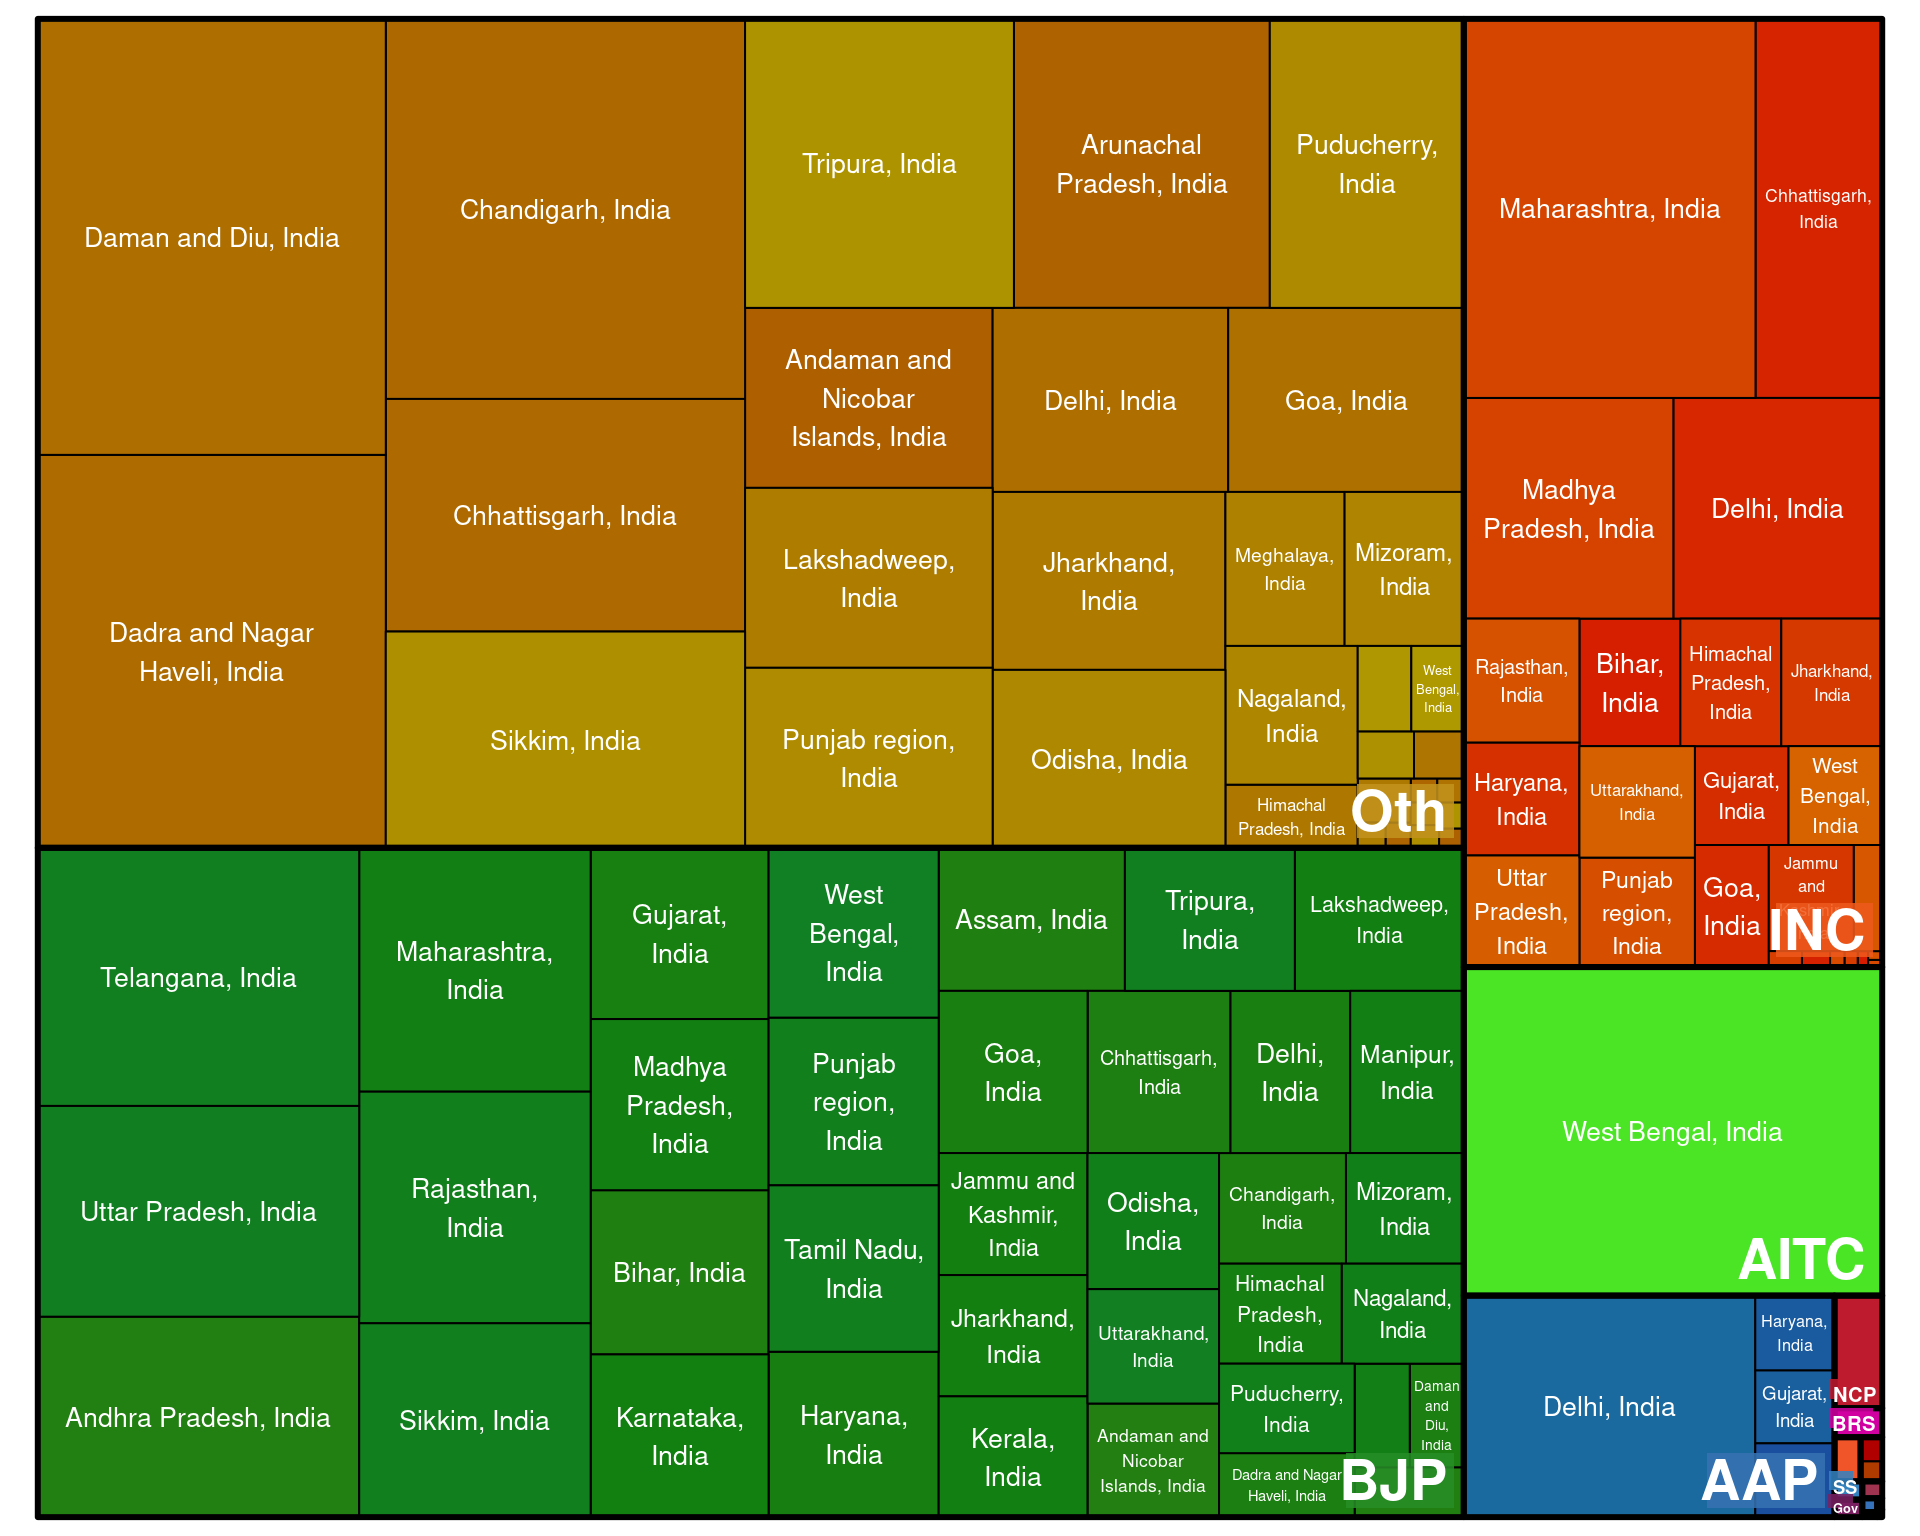 Daman and Diu, India
Dadra and Nagar
Haveli, India
Chandigarh, India
Chhattisgarh, India
Sikkim, India
Tripura, India
Arunachal
Pradesh, India
Puducherry,
India
Andaman and
Nicobar
Islands, India
Delhi, India
Goa, India
Lakshadweep,
India
Jharkhand,
India
Meghalaya,
India
Mizoram,
India
Punjab region,
India
Odisha, India
Nagaland,
India
West
Bengal,
India
Himachal
Pradesh, India
Oth
Maharashtra, India
Chhattisgarh,
India
Madhya
Pradesh, India
Delhi, India
Rajasthan,
India
Bihar,
India
Himachal
Pradesh,
India
Jharkhand,
India
Haryana,
India
Uttarakhand,
India
Gujarat,
India
West
Bengal,
India
Uttar
Pradesh,
India
Punjab
region,
India
Goa,
India
Jammu
and
INC
Telangana, India
Uttar Pradesh, India
Andhra Pradesh, India
Maharashtra,
India
Rajasthan,
India
Sikkim, India
Gujarat,
India
Madhya
Pradesh,
India
Bihar, India
Karnataka,
India
West
Bengal,
India
Punjab
region,
India
Tamil Nadu,
India
Haryana,
India
Assam, India
Tripura,
India
Lakshadweep,
India
Goa,
India
Chhattisgarh,
India
Delhi,
India
Manipur,
India
Jammu and
Kashmir,
India
Odisha,
India
Chandigarh,
India
Mizoram,
India
Jharkhand,
India
Uttarakhand,
India
Himachal
Pradesh,
India
Nagaland,
India
Kerala,
India
Andaman and
Nicobar
Islands, India
Puducherry,
India
Daman
and
Diu,
India
Dadra and Nagar
Haveli, India
BJP
West Bengal, India
AITC
Delhi, India
Haryana,
India
Gujarat,
India
AAP
NCP
BRS
SS
Gov